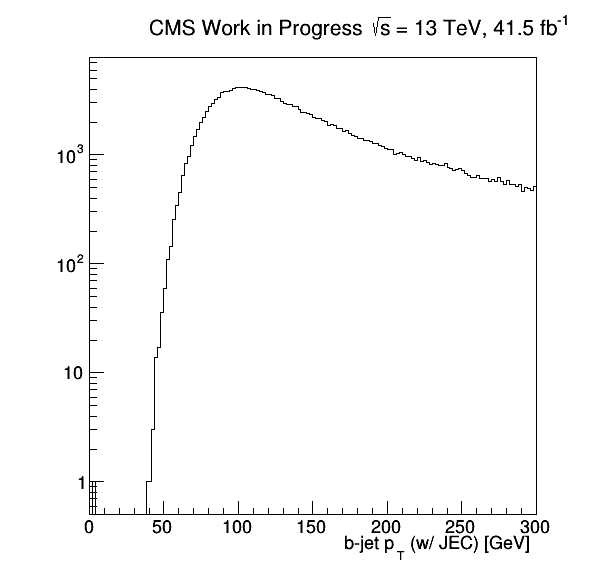 CMS Work in Progress √s = 13 TeV, 41.5 fb⁻¹
10³
10²
10
1
0 50 100 150 200 250 300
b-jet p_T (w/ JEC) [GeV]